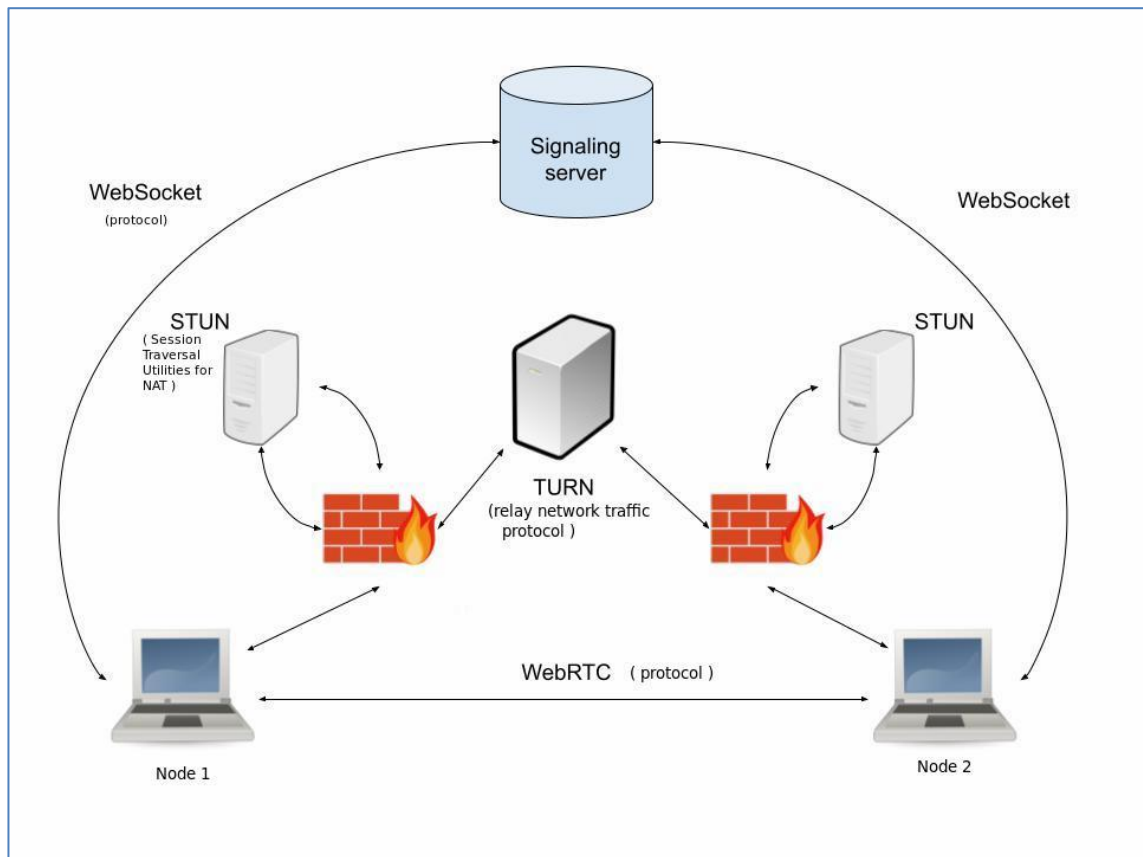 Signaling
server
WebSocket
(protocol)
WebSocket
STUN
( Session
Traversal
Utilities for
NAT )
STUN
TURN
(relay network traffic
protocol )
WebRTC ( protocol )
Node 1
Node 2